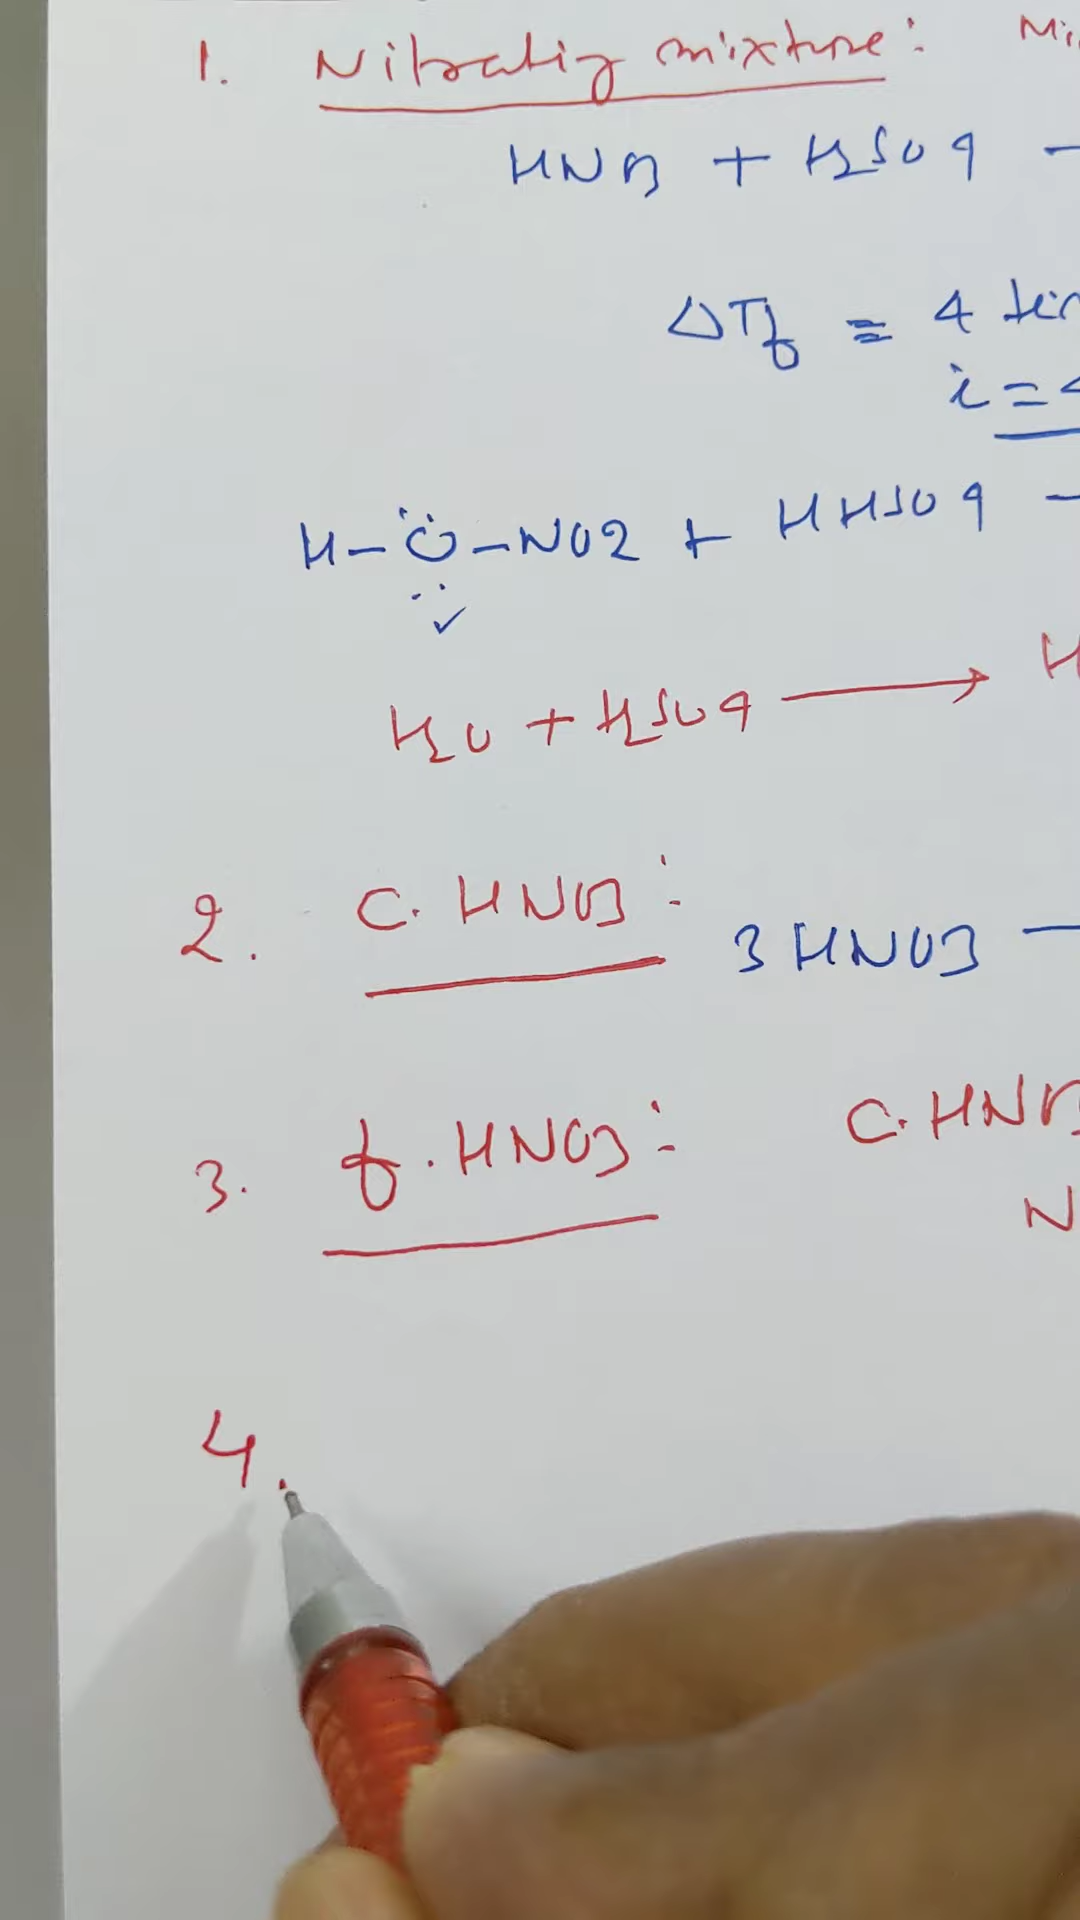 1. Nitrating mixture:
HNO3 + H2SO4
ΔTf = 4
i =
H-O-NO2 + HHSO4
H2O + H2SO4 ⟶ H
2. C. HNO3:
3 HNO3
3. f. HNO3: C. HNO3
N
4.